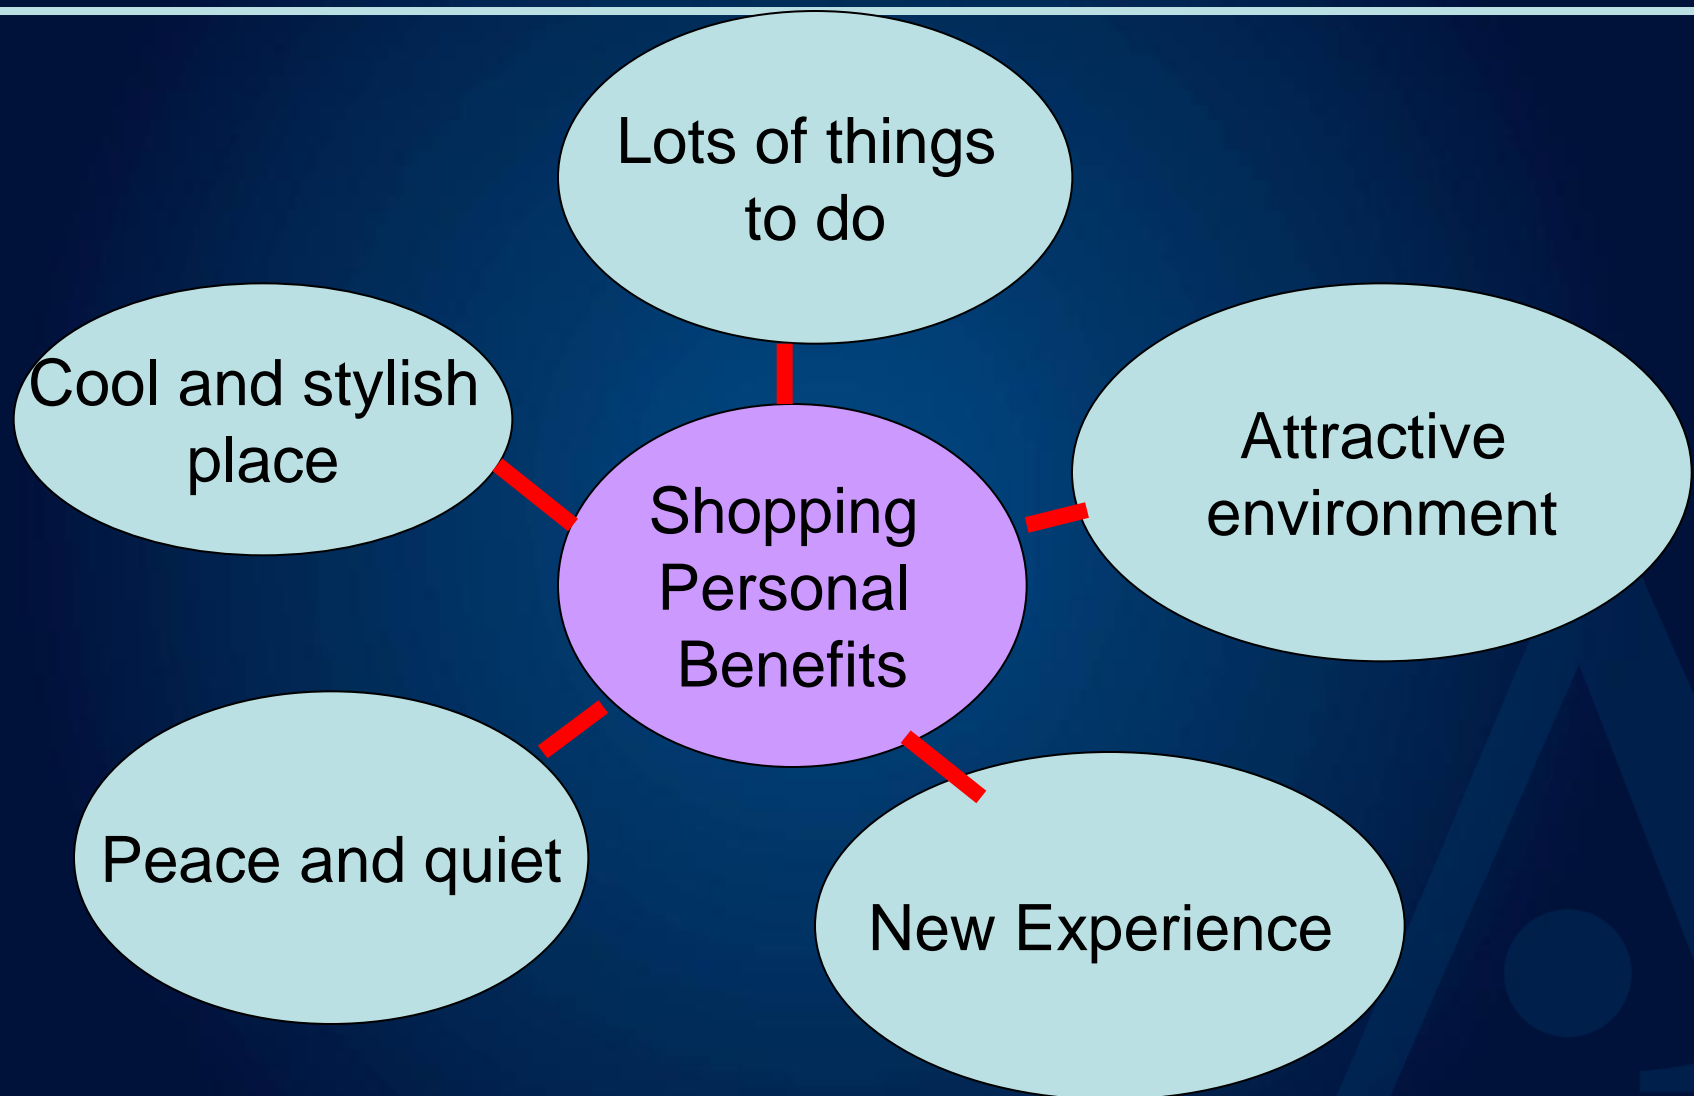 Lots of things
to do
Cool and stylish
place
Attractive
environment
Shopping
Personal
Benefits
Peace and quiet
New Experience